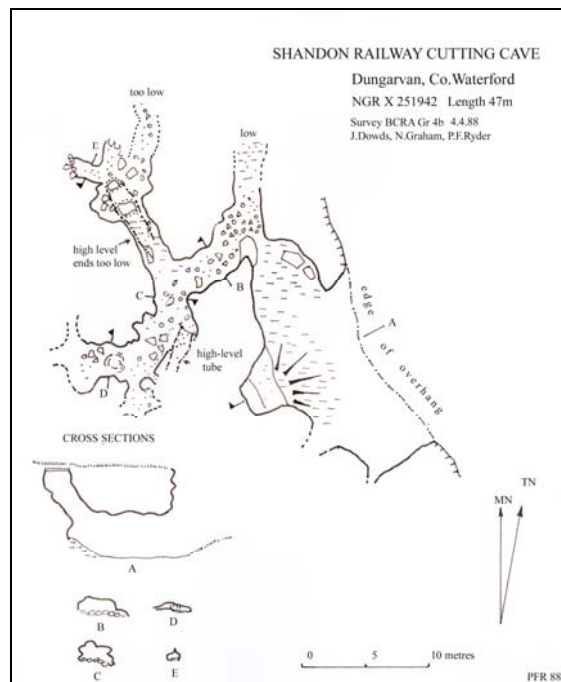 SHANDON RAILWAY CUTTING CAVE
Dungarvan, Co.Waterford
NGR X 251942 Length 47m
Survey BCRA Gr 4b 4.4.88
J.Dowds, N.Graham, P.F.Ryder
too low
low
E
high level
ends too low
C
B
A
edge of overhang
high-level
tube
D
CROSS SECTIONS
A
B
D
C
E
MN
TN
0 5 10 metres
PFR 88